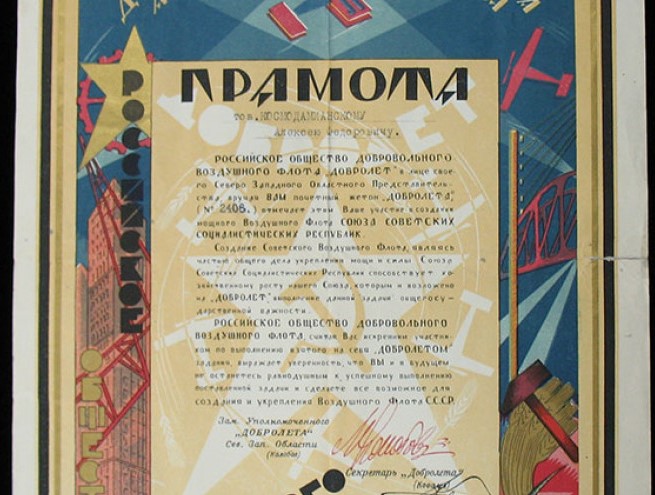 РОССИЙСКОЕ
ОБЩЕСТ
ГРАМОТА
тов. КОСМОДАМИАНСКОМУ
Алексею Федоровичу.
ДОБРОЛЕТ
РОССИЙСКОЕ ОБЩЕСТВО ДОБРОВОЛЬНОГО
ВОЗДУШНОГО ФЛОТА „ДОБРОЛЕТ" в лице свое-
го Северо Западного Областного Представитель-
ства, вручая ВАМ почетный жетон „ДОБРОЛЕТА",
(№ 2408.) отмечает этим Ваше участие в создании
мощного Воздушного Флота СОЮЗА СОВЕТСКИХ
СОЦИАЛИСТИЧЕСКИХ РЕСПУБЛИК.
Создание Советского Воздушного Флота, являясь
частью общего дела укрепления мощи и силы Союза
Советских Социалистических Республик способствует хо-
зяйственному росту нашего Союза, которым и возложено
на „ДОБРОЛЕТ", выполнение данной задачи общегосу-
дарственной важности.
РОССИЙСКОЕ ОБЩЕСТВО ДОБРОВОЛЬНОГО
ВОЗДУШНОГО ФЛОТА, считая Вас искренним участни-
ком по выполнению взятого на себя „ДОБРОЛЕТОМ"
задания, выражает уверенность, что ВЫ и в будущем
не останетесь равнодушным к успешному выполнению
поставленной задачи и сделаете все возможное для
создания и укрепления Воздушного Флота СССР.
Зам. Уполномоченного
„ДОБРОЛЕТА"
Сев. Зап. Области
Секретарь „Добролета"